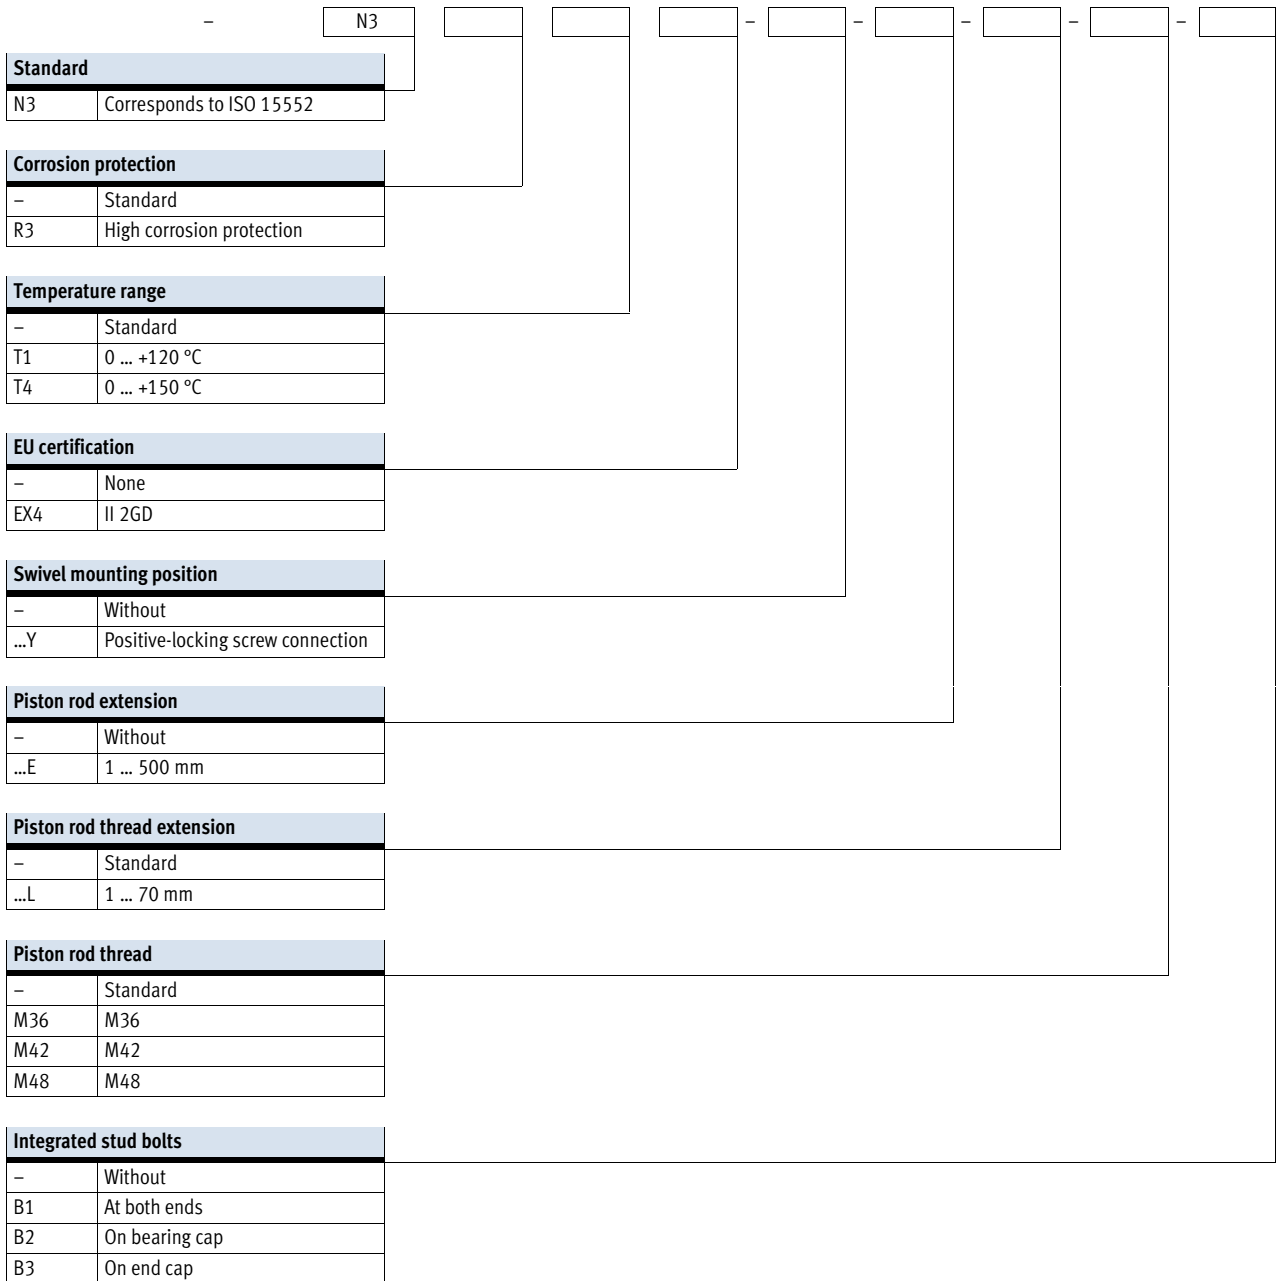 – N3 – – – – –
Standard
N3 Corresponds to ISO 15552
Corrosion protection
– Standard
R3 High corrosion protection
Temperature range
– Standard
T1 0 ... +120 °C
T4 0 ... +150 °C
EU certification
– None
EX4 II 2GD
Swivel mounting position
– Without
...Y Positive-locking screw connection
Piston rod extension
– Without
...E 1 ... 500 mm
Piston rod thread extension
– Standard
...L 1 ... 70 mm
Piston rod thread
– Standard
M36 M36
M42 M42
M48 M48
Integrated stud bolts
– Without
B1 At both ends
B2 On bearing cap
B3 On end cap